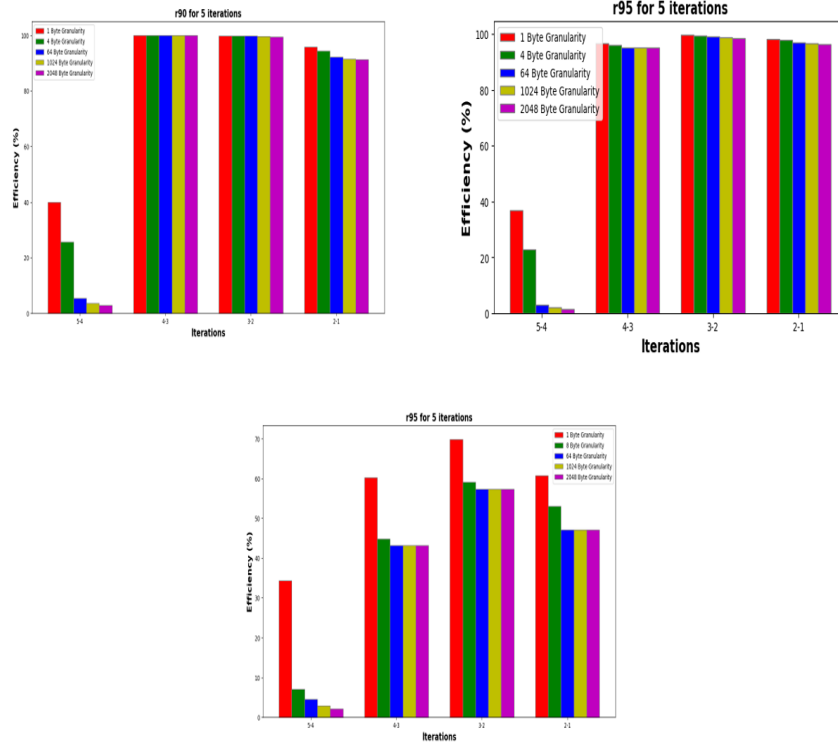 r90 for 5 iterations
1 Byte Granularity
4 Byte Granularity
64 Byte Granularity
1024 Byte Granularity
2048 Byte Granularity
Efficiency (%)
100
80
60
40
20
0
5-4
4-3
3-2
2-1
Iterations
r95 for 5 iterations
1 Byte Granularity
4 Byte Granularity
64 Byte Granularity
1024 Byte Granularity
2048 Byte Granularity
Efficiency (%)
100
80
60
40
20
0
5-4
4-3
3-2
2-1
Iterations
r95 for 5 iterations
1 Byte Granularity
8 Byte Granularity
64 Byte Granularity
1024 Byte Granularity
2048 Byte Granularity
Efficiency (%)
70
60
50
40
30
20
10
0
5-4
4-3
3-2
2-1
Iterations